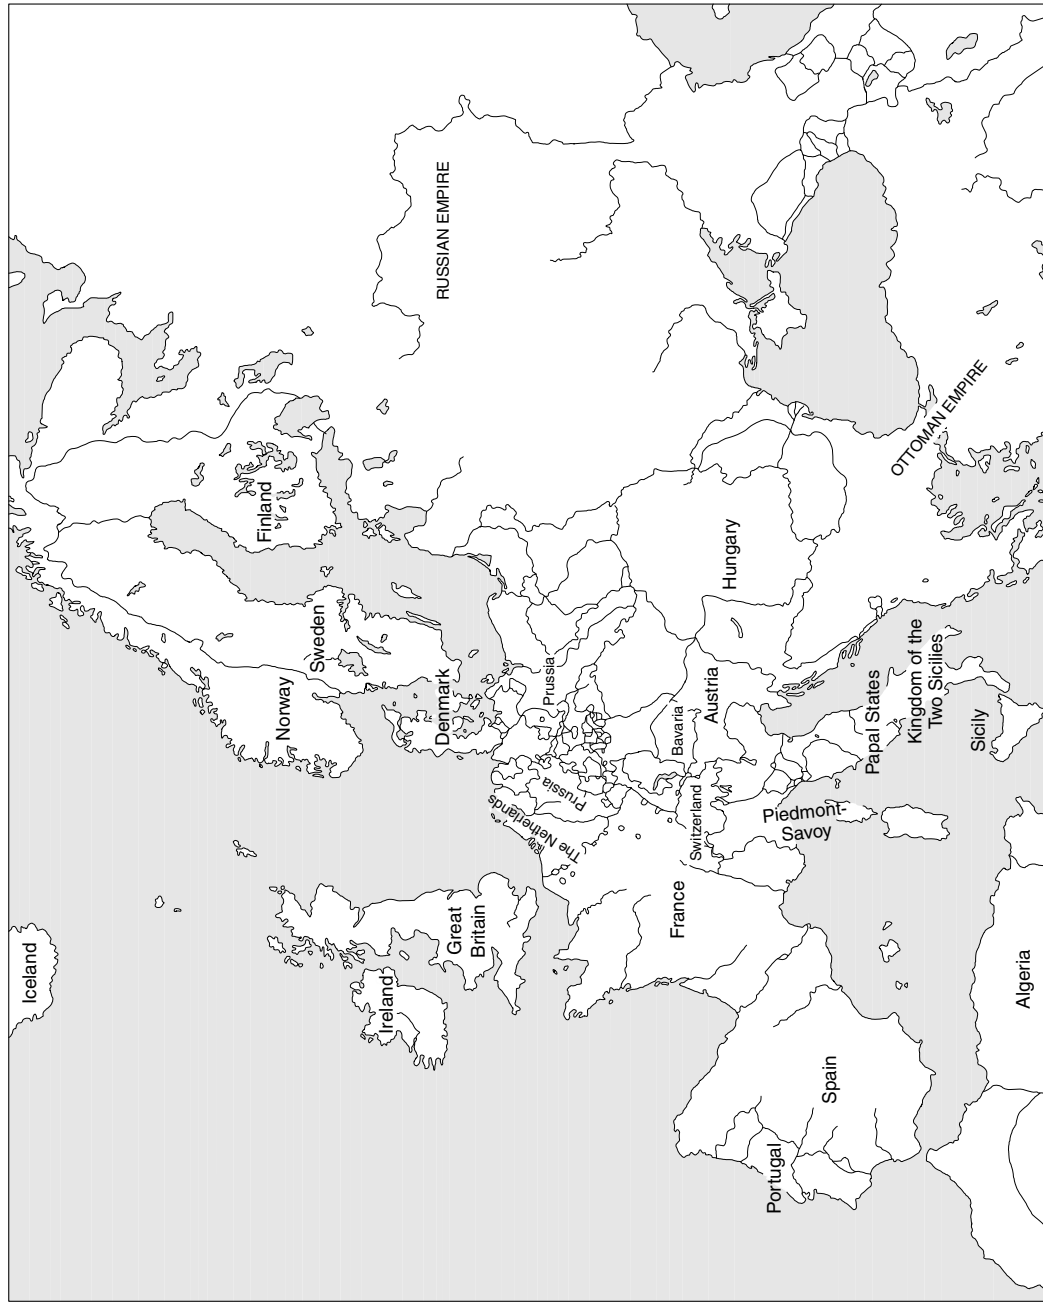 Iceland
Norway
Sweden
Finland
RUSSIAN EMPIRE
Ireland
Great
Britain
Denmark
The Netherlands
Prussia
Prussia
France
Switzerland
Bavaria
Austria
Hungary
Portugal
Spain
Piedmont-
Savoy
Papal States
Kingdom of the
Two Sicilies
Sicily
OTTOMAN EMPIRE
Algeria